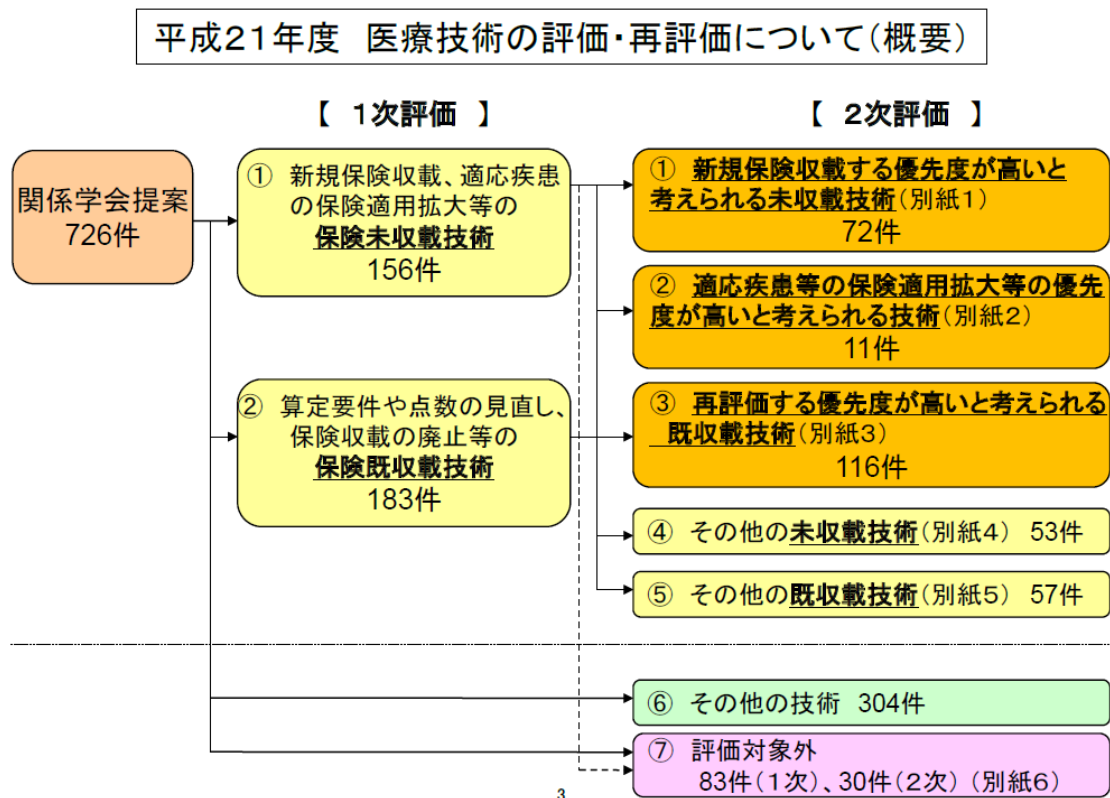 平成21年度 医療技術の評価・再評価について(概要)
【 1次評価 】
【 2次評価 】
関係学会提案
726件
① 新規保険収載、適応疾患
の保険適用拡大等の
保険未収載技術
156件
② 算定要件や点数の見直し、
保険収載の廃止等の
保険既収載技術
183件
① 新規保険収載する優先度が高いと
考えられる未収載技術(別紙1)
72件
② 適応疾患等の保険適用拡大等の優先
度が高いと考えられる技術(別紙2)
11件
③ 再評価する優先度が高いと考えられる
既収載技術(別紙3)
116件
④ その他の未収載技術(別紙4) 53件
⑤ その他の既収載技術(別紙5) 57件
⑥ その他の技術 304件
⑦ 評価対象外
83件(1次)、30件(2次) (別紙6)
3